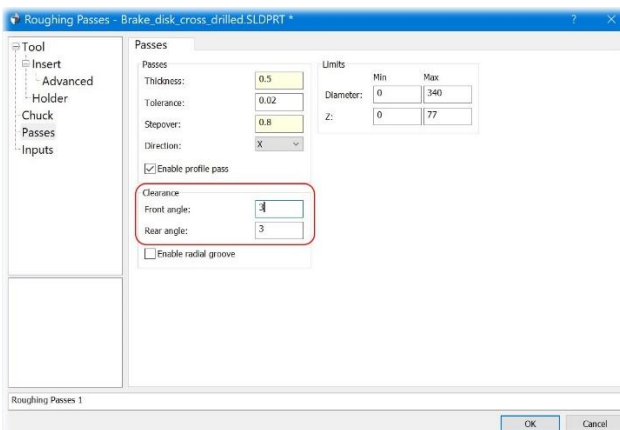 Roughing Passes - Brake_disk_cross_drilled.SLDPRT *
Tool
Insert
Advanced
Holder
Chuck
Passes
Inputs
Passes
Passes
Thickness: 0.5
Tolerance: 0.02
Stepover: 0.8
Direction: X
Enable profile pass
Clearance
Front angle: 3
Rear angle: 3
Enable radial groove
Limits
Min Max
Diameter: 0 340
Z: 0 77
Roughing Passes 1
OK Cancel